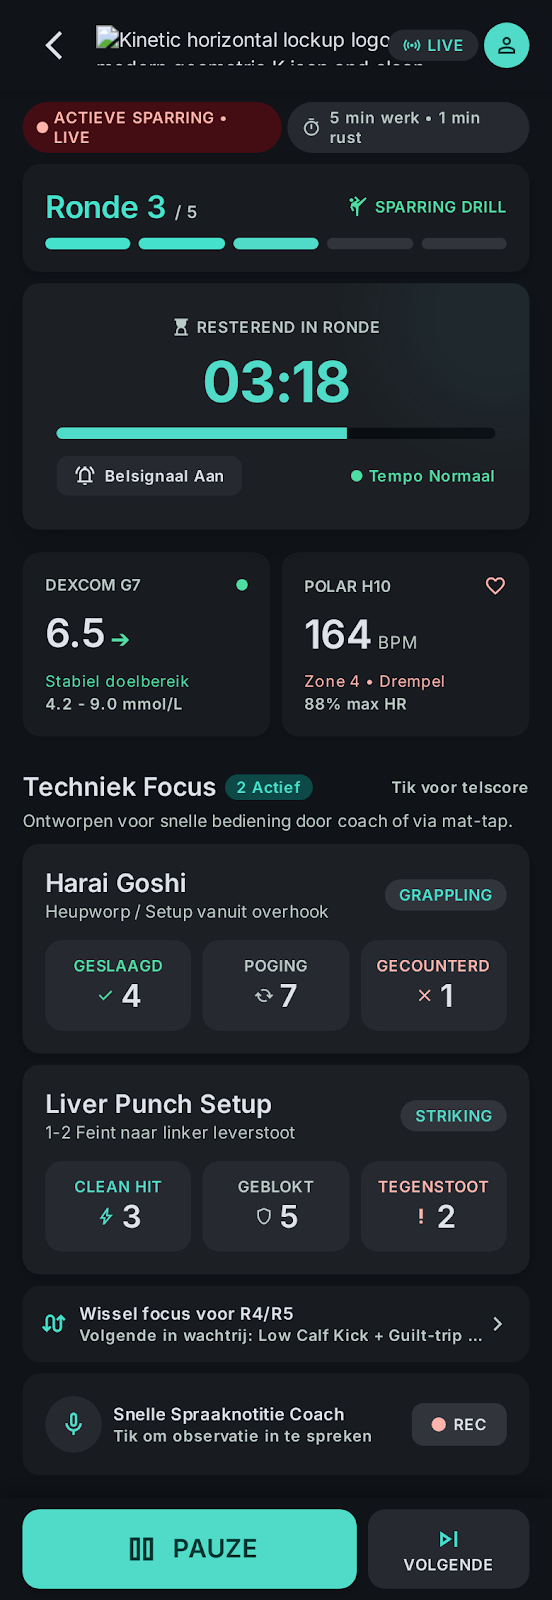 Kinetic horizontal lockup logo
LIVE
ACTIEVE SPARRING •
LIVE
5 min werk • 1 min
rust
Ronde 3 / 5
SPARRING DRILL
RESTEREND IN RONDE
03:18
Belsignaal Aan
Tempo Normaal
DEXCOM G7
6.5 →
Stabiel doelbereik
4.2 - 9.0 mmol/L
POLAR H10
164 BPM
Zone 4 • Drempel
88% max HR
Techniek Focus
2 Actief
Tik voor telscore
Ontworpen voor snelle bediening door coach of via mat-tap.
Harai Goshi
Heupworp / Setup vanuit overhook
GRAPPLING
GESLAAGD
4
POGING
7
GECOUNTERD
1
Liver Punch Setup
1-2 Feint naar linker leverstoot
STRIKING
CLEAN HIT
3
GEBLOKT
5
TEGENSTOOT
2
Wissel focus voor R4/R5
Volgende in wachtrij: Low Calf Kick + Guilt-trip ...
Snelle Spraaknotitie Coach
Tik om observatie in te spreken
REC
PAUZE
VOLGENDE